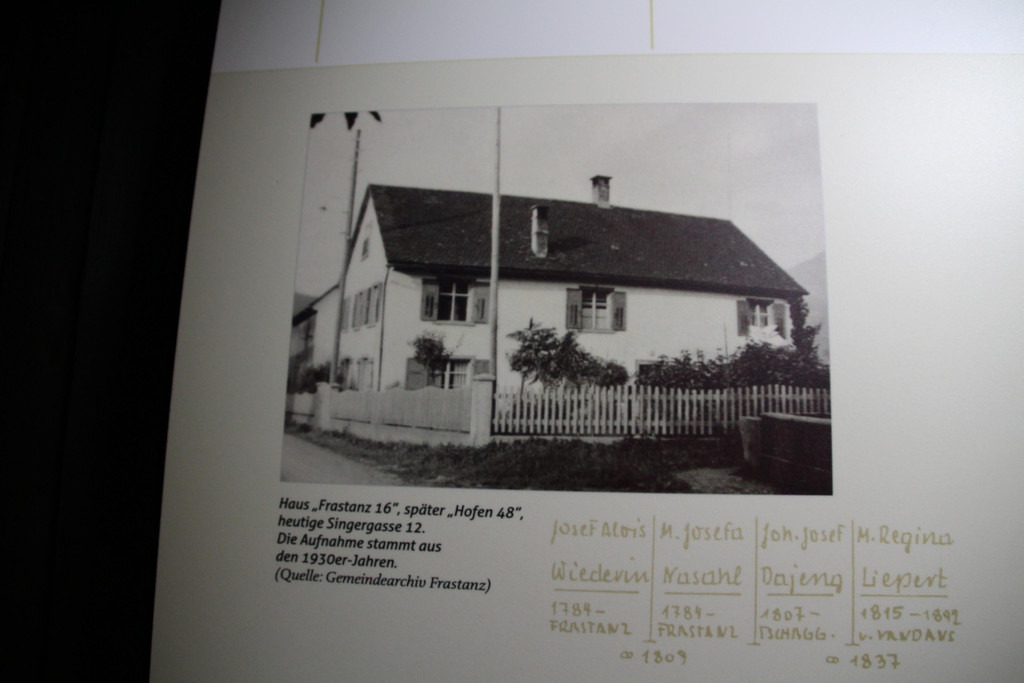 Haus „Frastanz 16“, später „Hofen 48“,
heutige Singergasse 12.
Die Aufnahme stammt aus
den 1930er-Jahren.
(Quelle: Gemeindearchiv Frastanz)
Josef Alois M. Josefa Joh. Josef M. Regina
Wiederin Nasahl Dajeng Liepert
1784– 1784– 1807– 1815–1892
FRASTANZ FRASTANZ TSCHAGG. v. VANDANS
∞ 1809 ∞ 1837